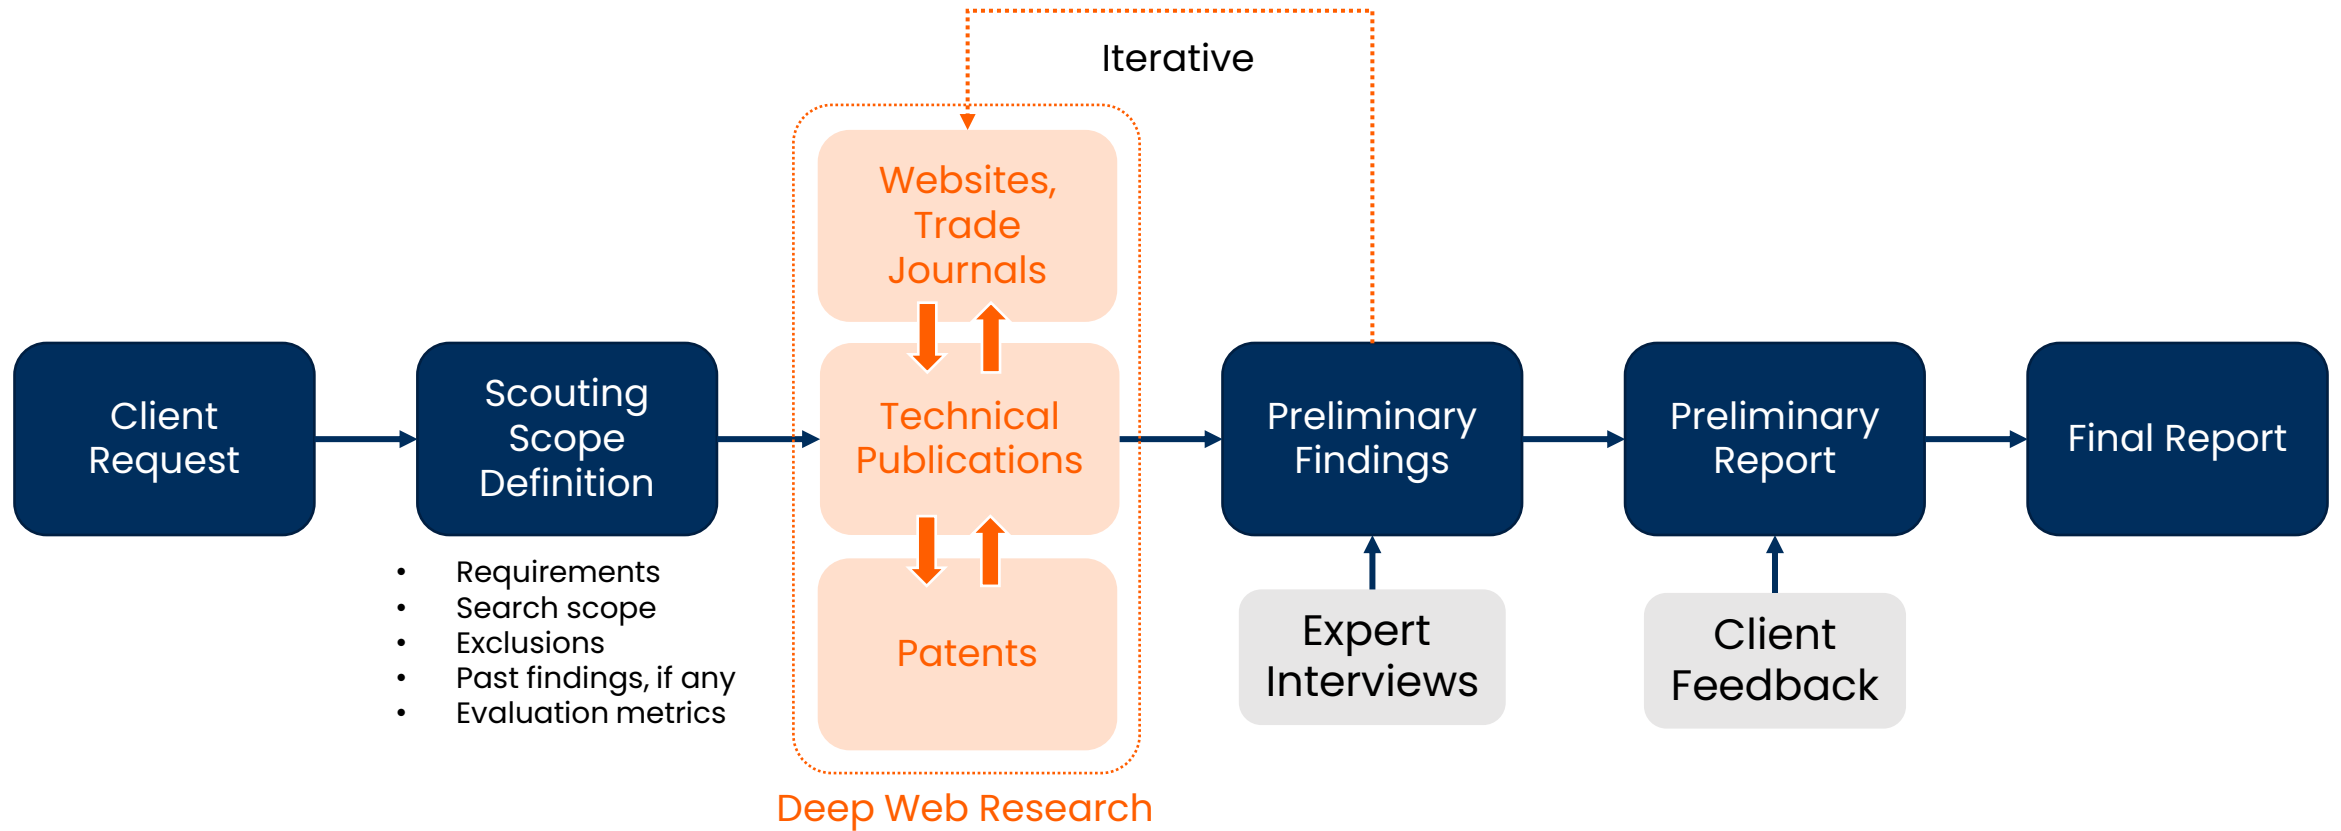 Iterative
Client
Request
Scouting
Scope
Definition
• Requirements
• Search scope
• Exclusions
• Past findings, if any
• Evaluation metrics
Websites,
Trade
Journals
Technical
Publications
Patents
Deep Web Research
Preliminary
Findings
Expert
Interviews
Preliminary
Report
Client
Feedback
Final Report